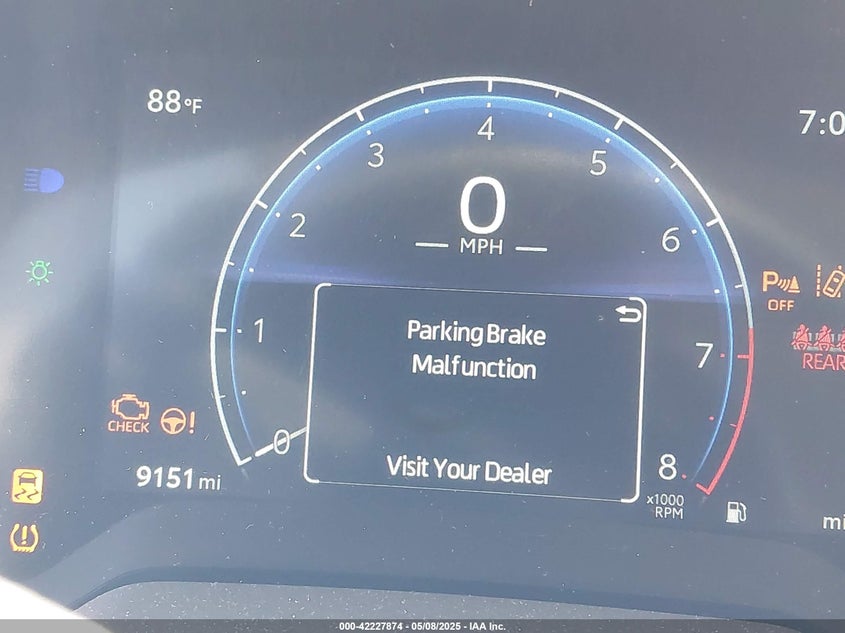 88°F
7:0
4
3
5
2
0
6
MPH
P
OFF
1
Parking Brake
Malfunction
7
REAR
CHECK
!
0
9151 mi
Visit Your Dealer
8
x1000
RPM
mi
000-42227874 - 05/08/2025 - IAA Inc.